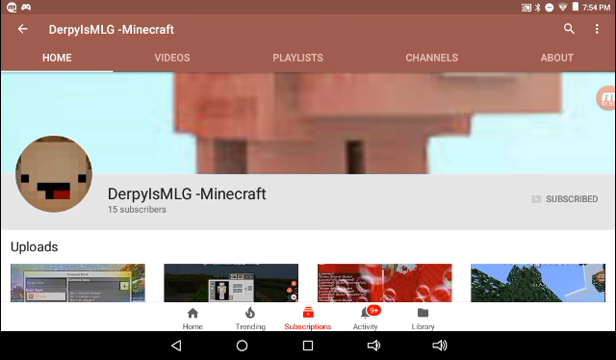 7:54 PM
DerpyIsMLG -Minecraft
HOME VIDEOS PLAYLISTS CHANNELS ABOUT
DerpyIsMLG -Minecraft
15 subscribers
SUBSCRIBED
Uploads
9+
Home Trending Subscriptions Activity Library